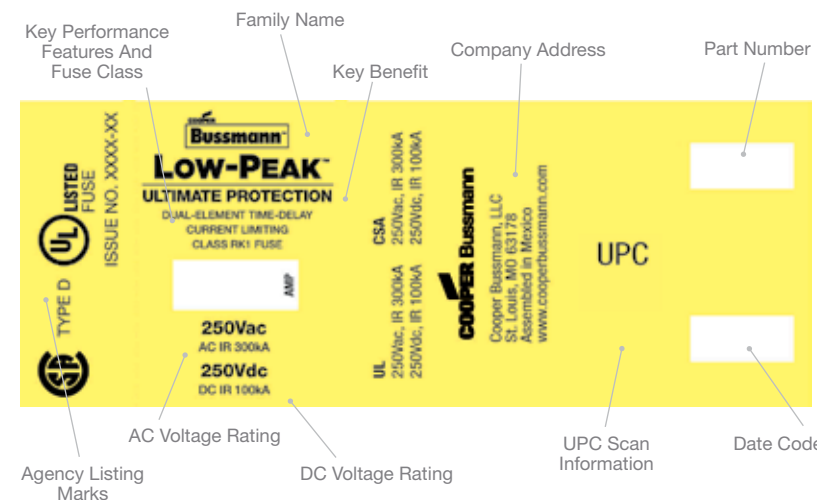 Key Performance
Features And
Fuse Class
Family Name
Key Benefit
Company Address
Part Number
COOPER
Bussmann™
LOW-PEAK™
ULTIMATE PROTECTION
DUAL-ELEMENT TIME-DELAY
CURRENT LIMITING
CLASS RK1 FUSE
AMP
250Vac
AC IR 300kA
250Vdc
DC IR 100kA
UL LISTED
FUSE
ISSUE NO. XXXX-XX
SA TYPE D
CSA
250Vac, IR 300kA
250Vdc, IR 100kA
UL
250Vac, IR 300kA
250Vdc, IR 100kA
COOPER Bussmann
Cooper Bussmann, LLC
St. Louis, MO 63178
Assembled in Mexico
www.cooperbussmann.com
UPC
AC Voltage Rating
Agency Listing
Marks
DC Voltage Rating
UPC Scan
Information
Date Code